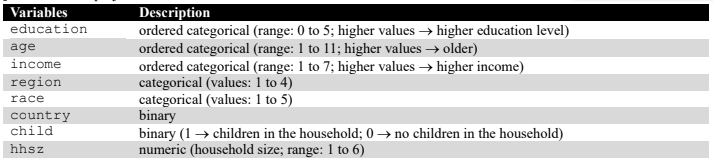 Variables Description
education ordered categorical (range: 0 to 5; higher values → higher education level)
age ordered categorical (range: 1 to 11; higher values → older)
income ordered categorical (range: 1 to 7; higher values → higher income)
region categorical (values: 1 to 4)
race categorical (values: 1 to 5)
country binary
child binary (1 → children in the household; 0 → no children in the household)
hhsz numeric (household size; range: 1 to 6)